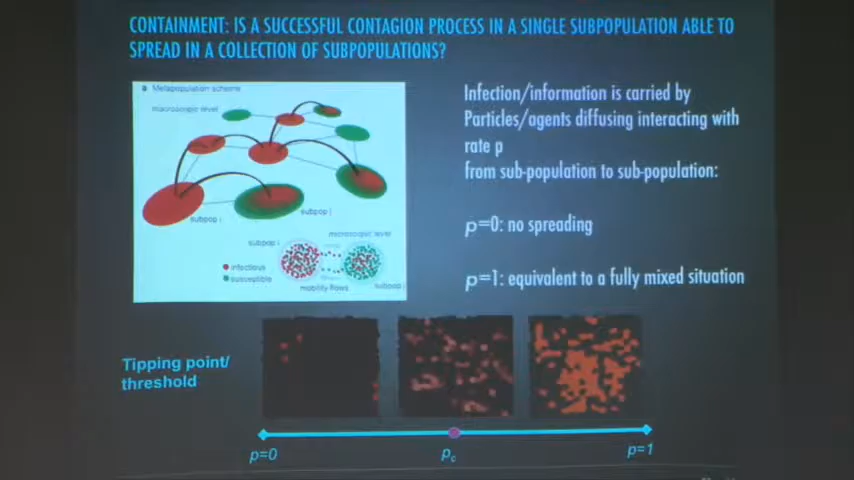 CONTAINMENT: IS A SUCCESSFUL CONTAGION PROCESS IN A SINGLE SUBPOPULATION ABLE TO
SPREAD IN A COLLECTION OF SUBPOPULATIONS?
a Metapopulation scheme
macroscopic level
subpop i
subpop j
microscopic level
subpop i
infectious
susceptible
mobility flows
subpop j
Infection/information is carried by
Particles/agents diffusing interacting with
rate p
from sub-population to sub-population:
p=0: no spreading
p=1: equivalent to a fully mixed situation
Tipping point/
threshold
p=0
pc
p=1